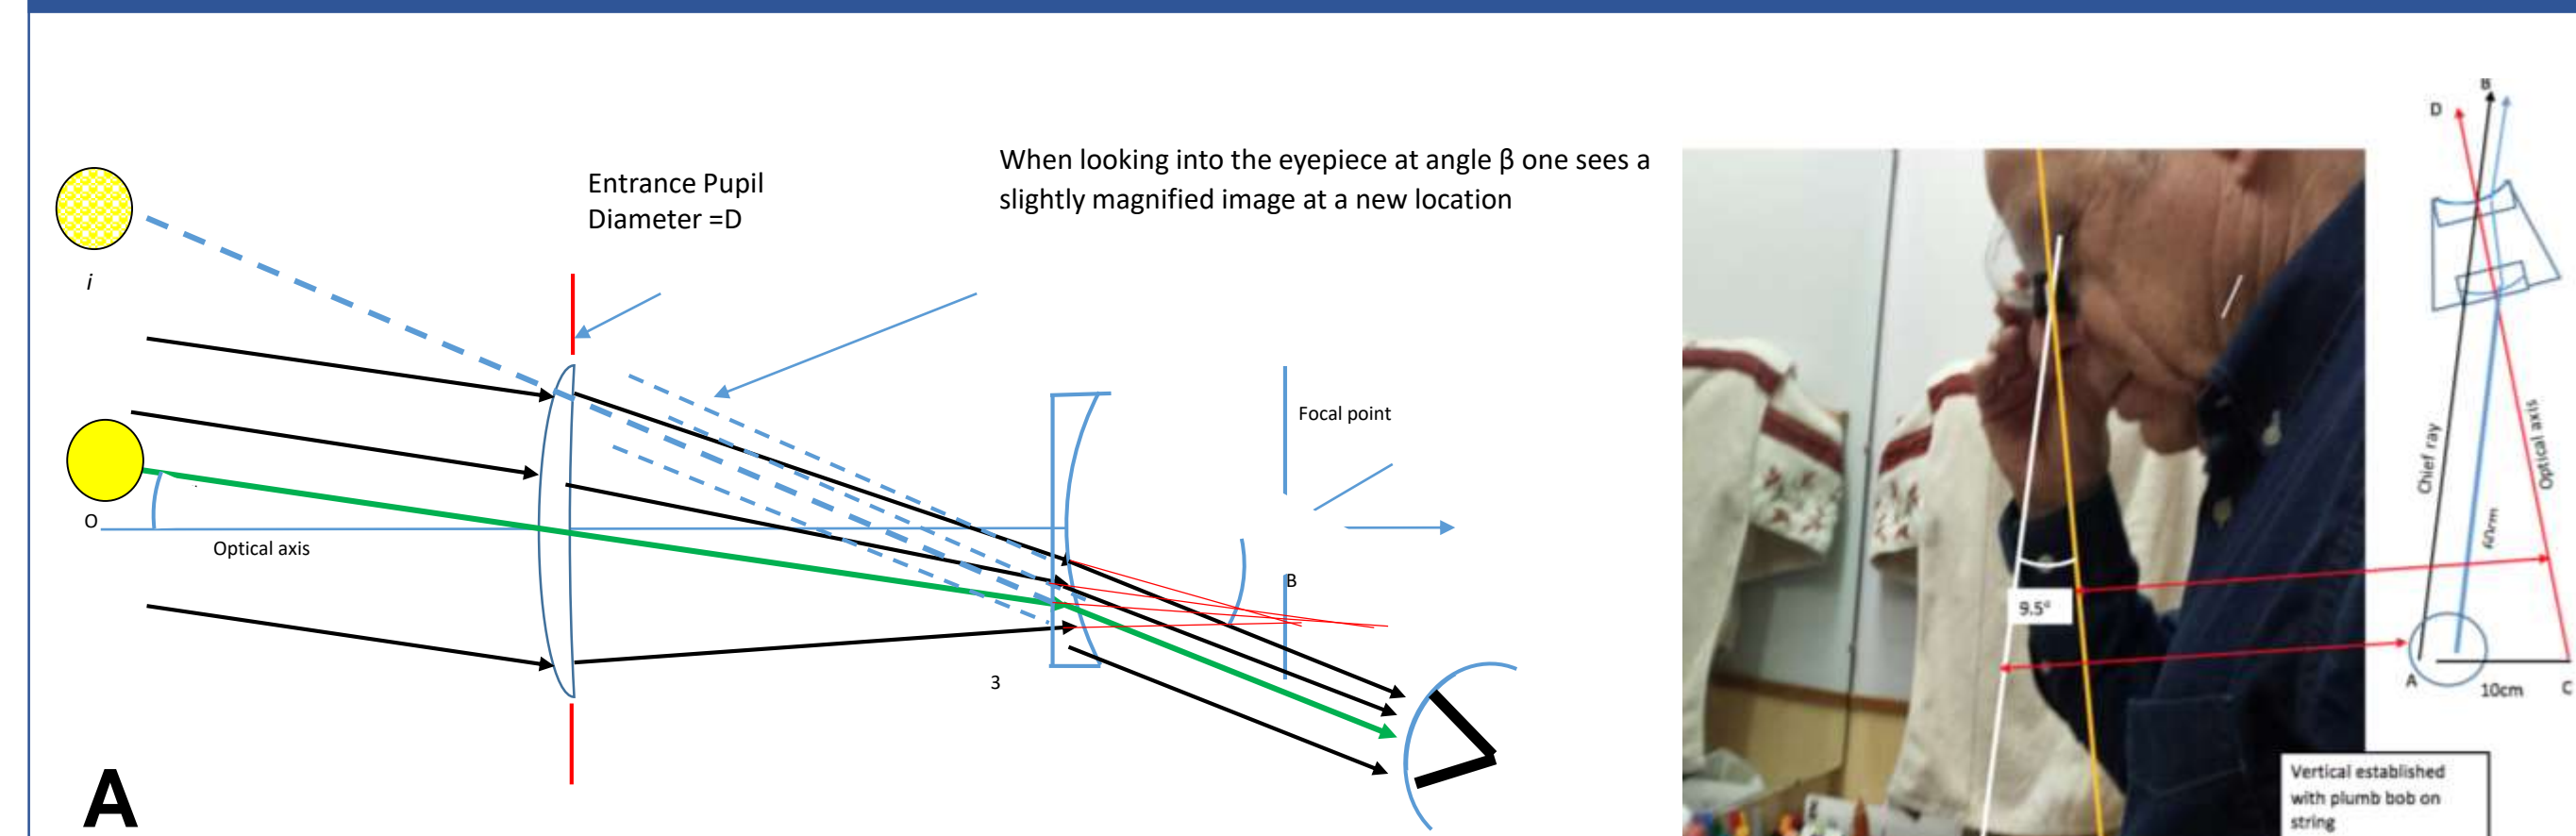 Entrance Pupil
Diameter =D
When looking into the eyepiece at angle β one sees a
slightly magnified image at a new location
i
O
Optical axis
Focal point
B
3
A
9.5°
Vertical established
with plumb bob on
string
D
B
Chief ray
60cm
Optical axis
A
10cm
C